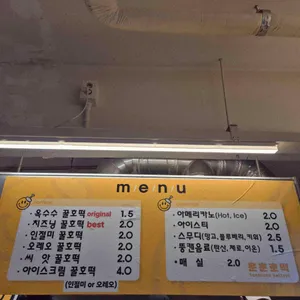 menu
· 옥수수 꿀호떡 original 1.5
· 치즈닝 꿀호떡 best 2.0
· 인절미 꿀호떡 2.0
· 오레오 꿀호떡 2.0
· 씨 앗 꿀호떡 2.0
· 아이스크림 꿀호떡 4.0
(인절미 or 오레오)
· 아메리카노(Hot, Ice) 2.0
· 아이스티 2.0
· 스무디(망고, 블루베리, 키위) 2.5
· 뚱캔음료(탄산, 채로, 이온) 1.5
· 매 실 2.0